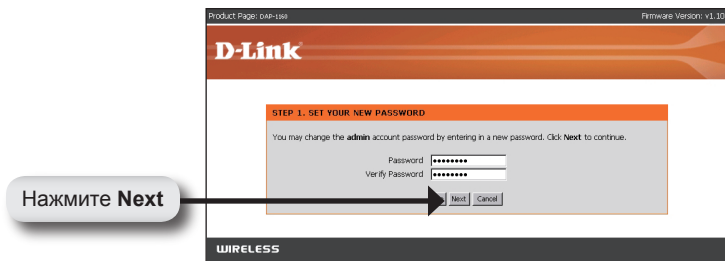 Product Page: DAP-1160 Firmware Version: v1.10
D-Link
STEP 1. SET YOUR NEW PASSWORD
You may change the admin account password by entering in a new password. Click Next to continue.
Password ••••••••
Verify Password ••••••••
Нажмите Next
Next Cancel
WIRELESS